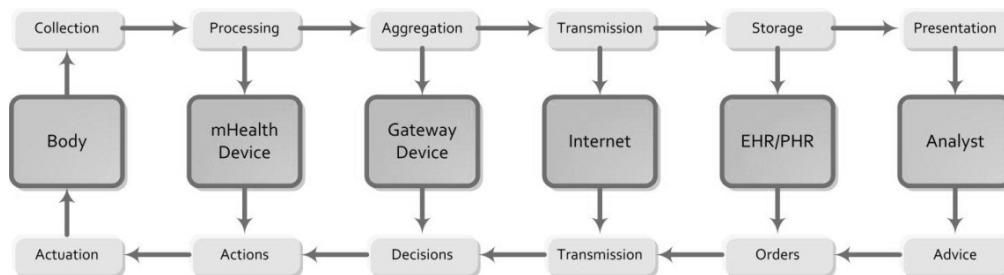 Collection
Processing
Aggregation
Transmission
Storage
Presentation
Body
mHealth
Device
Gateway
Device
Internet
EHR/PHR
Analyst
Actuation
Actions
Decisions
Transmission
Orders
Advice